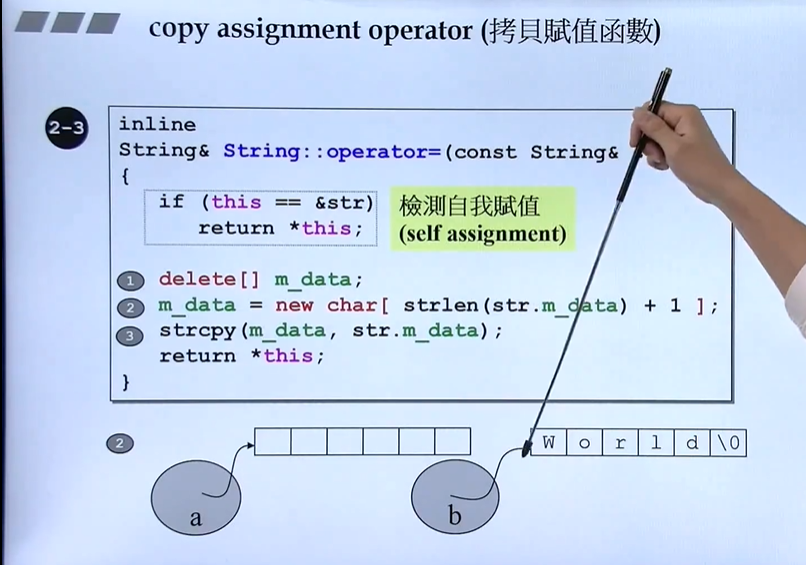 copy assignment operator (拷貝賦值函數)
2-3
inline
String& String::operator=(const String&
{
if (this == &str)
return *this;
檢測自我賦值
(self assignment)
1 delete[] m_data;
2 m_data = new char[ strlen(str.m_data) + 1 ];
3 strcpy(m_data, str.m_data);
return *this;
}
2
W o r l d \0
a
b